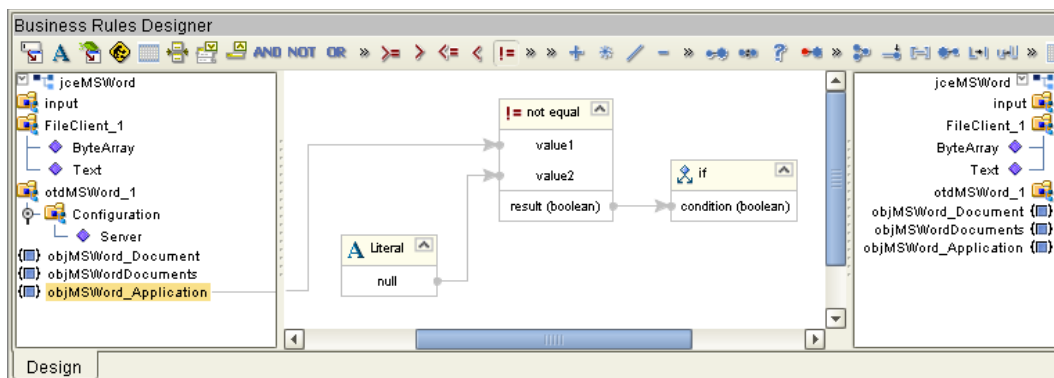 Business Rules Designer
A AND NOT OR » >= > <= < != » » + * / - » ? » »
jceMSWord
input
FileClient_1
ByteArray
Text
otdMSWord_1
Configuration
Server
objMSWord_Document
objMSWordDocuments
objMSWord_Application
!= not equal
value1
value2
result (boolean)
if
condition (boolean)
A Literal
null
jceMSWord
input
FileClient_1
ByteArray
Text
otdMSWord_1
objMSWord_Document
objMSWordDocuments
objMSWord_Application
Design